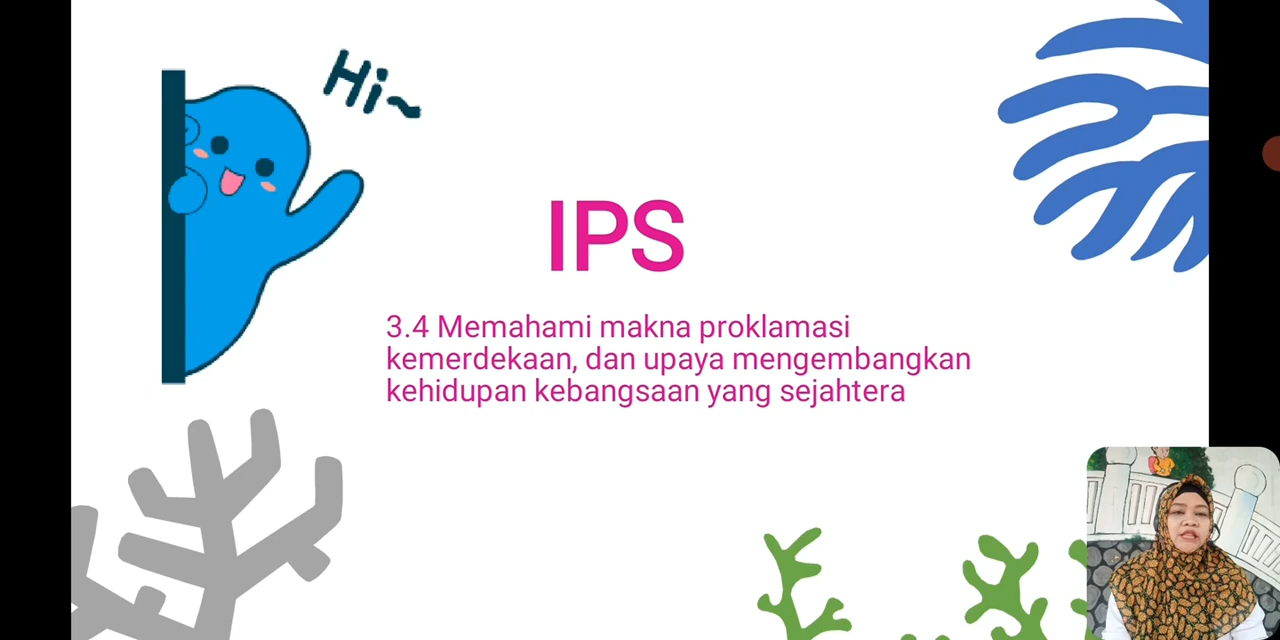 Hi~
IPS
3.4 Memahami makna proklamasi
kemerdekaan, dan upaya mengembangkan
kehidupan kebangsaan yang sejahtera